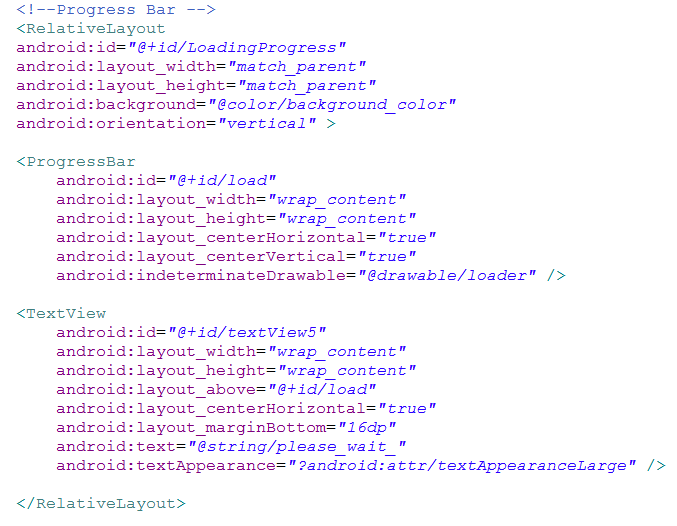 <!--Progress Bar -->
<RelativeLayout
android:id="@+id/LoadingProgress"
android:layout_width="match_parent"
android:layout_height="match_parent"
android:background="@color/background_color"
android:orientation="vertical" >
<ProgressBar
android:id="@+id/load"
android:layout_width="wrap_content"
android:layout_height="wrap_content"
android:layout_centerHorizontal="true"
android:layout_centerVertical="true"
android:indeterminateDrawable="@drawable/loader" />
<TextView
android:id="@+id/textView5"
android:layout_width="wrap_content"
android:layout_height="wrap_content"
android:layout_above="@+id/load"
android:layout_centerHorizontal="true"
android:layout_marginBottom="16dp"
android:text="@string/please_wait_"
android:textAppearance="?android:attr/textAppearanceLarge" />
</RelativeLayout>